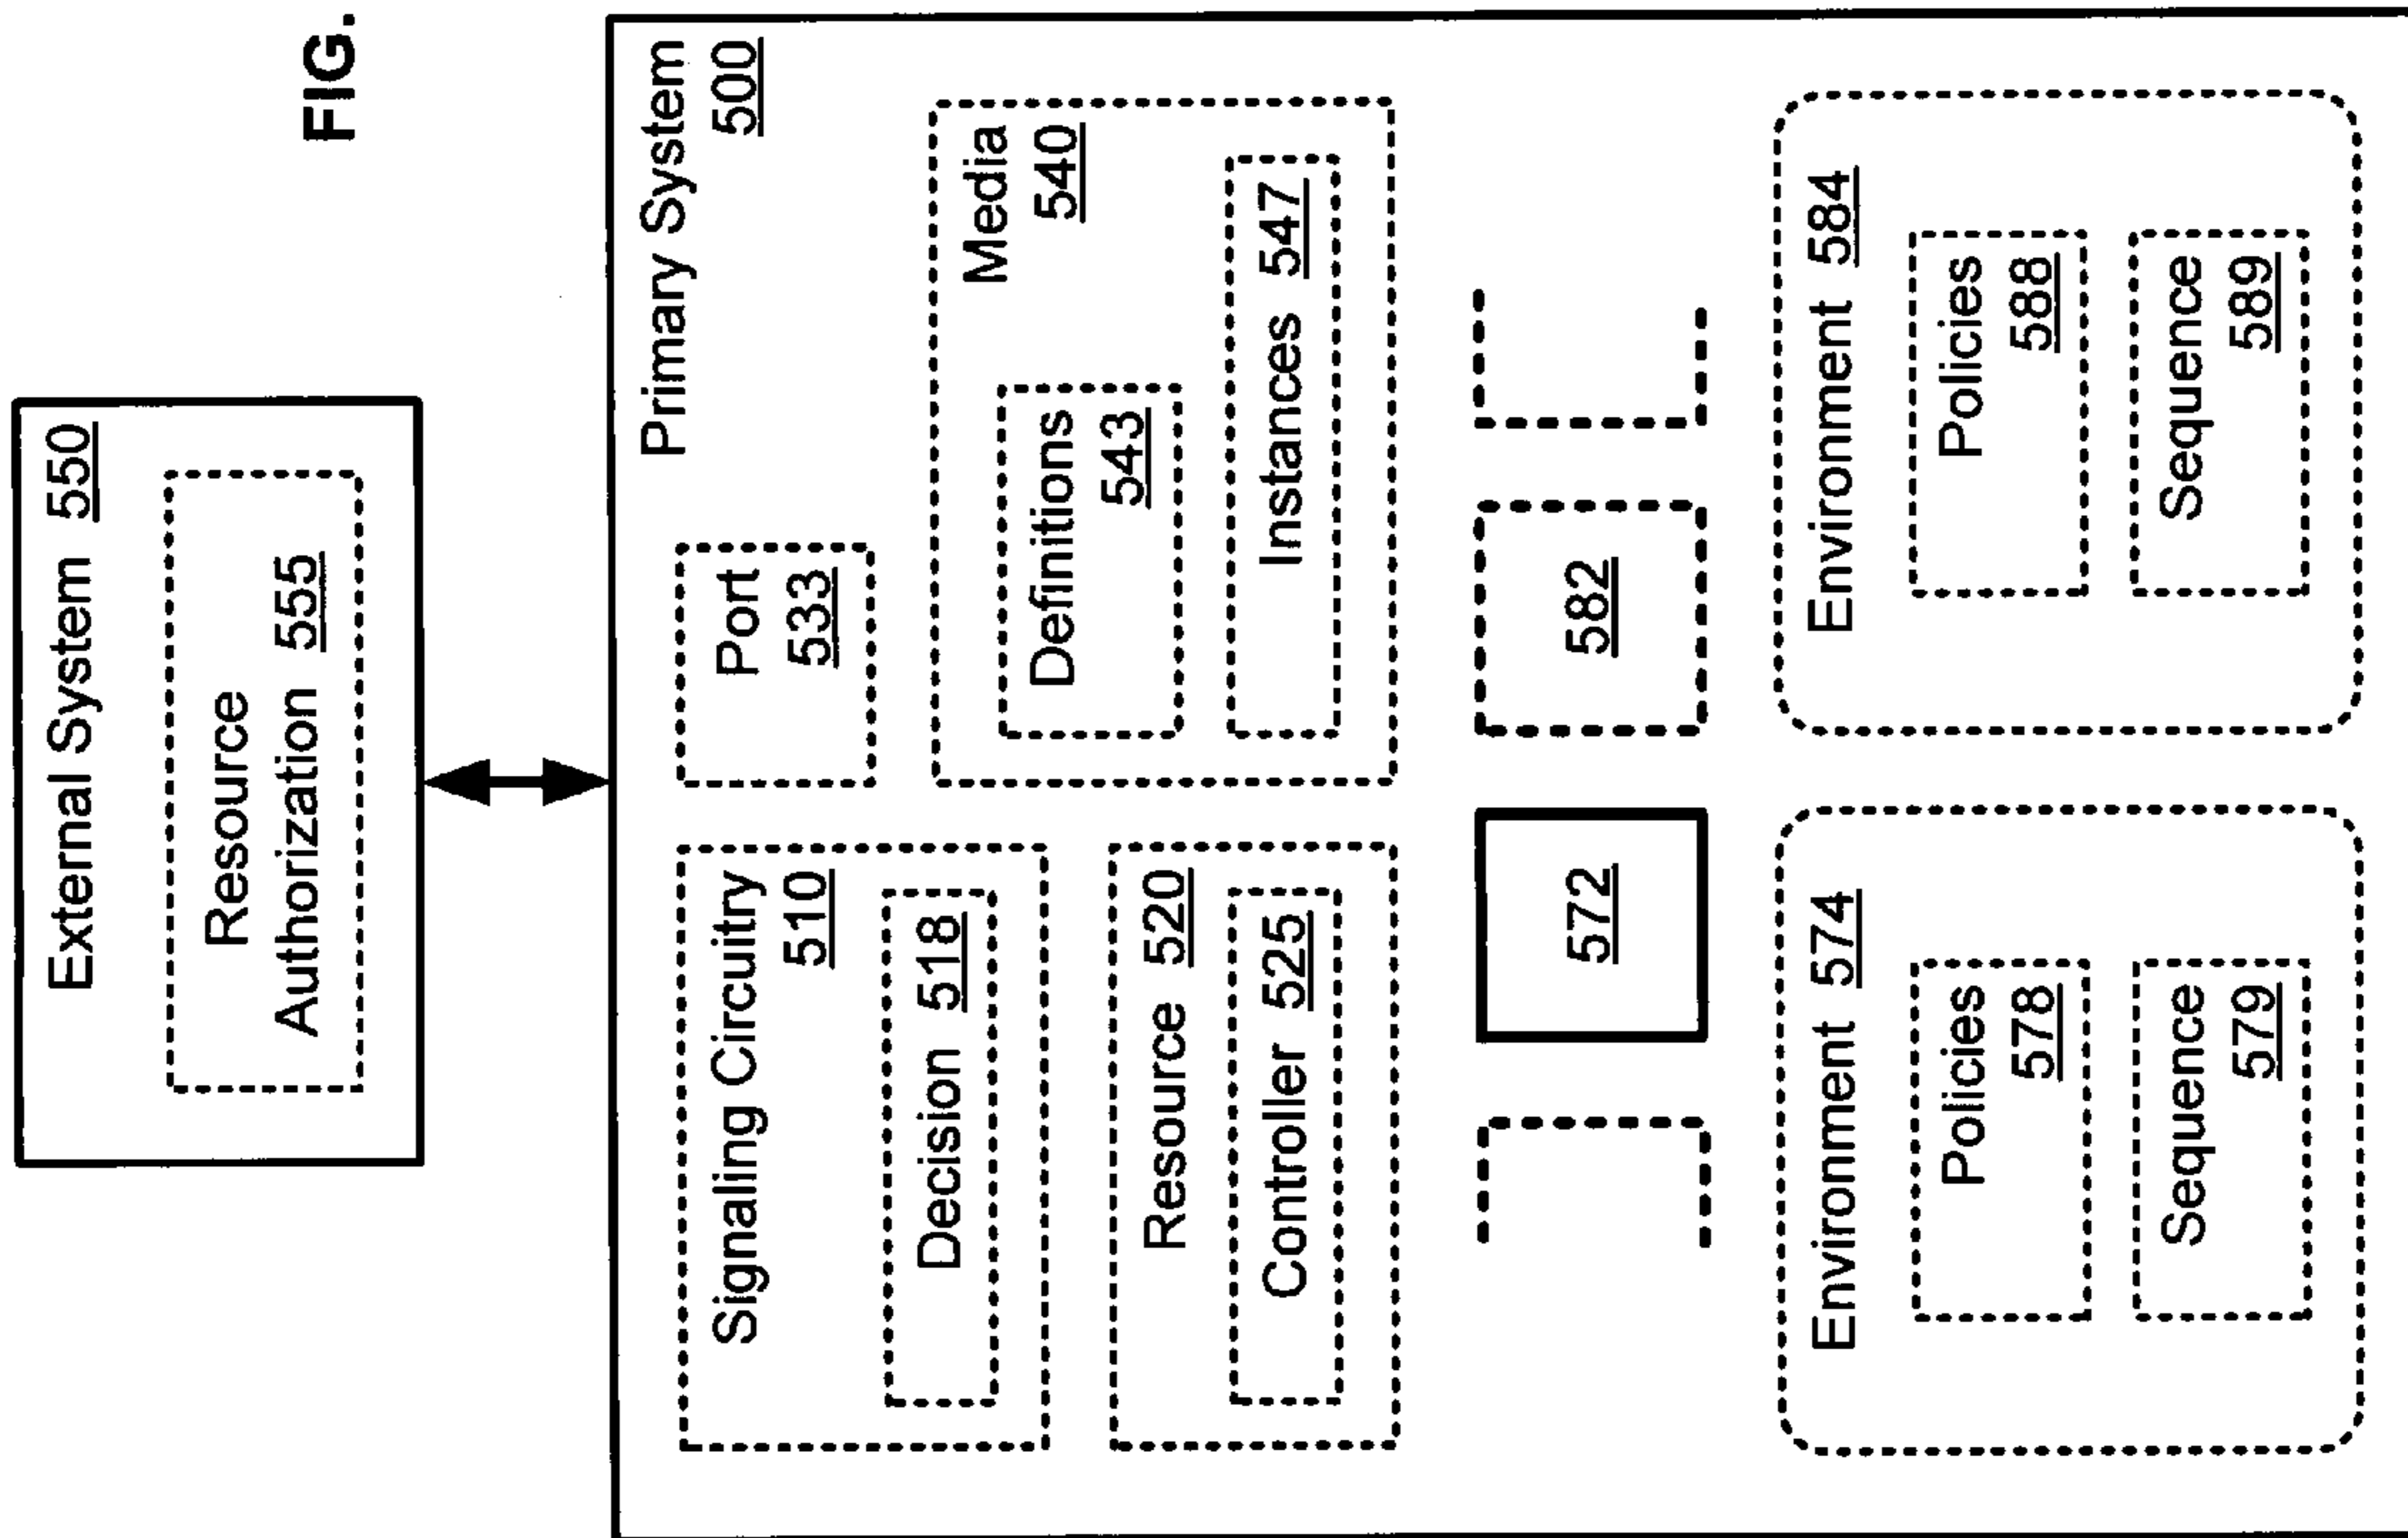 FIG.
External System 550
Resource
Authorization 555
Primary System
500
Signaling Circuitry
510
Decision 518
Resource 520
Controller 525
Port
533
Media
540
Definitions
543
Instances 547
572
582
Environment 574
Policies
578
Sequence
579
Environment 584
Policies
588
Sequence
589